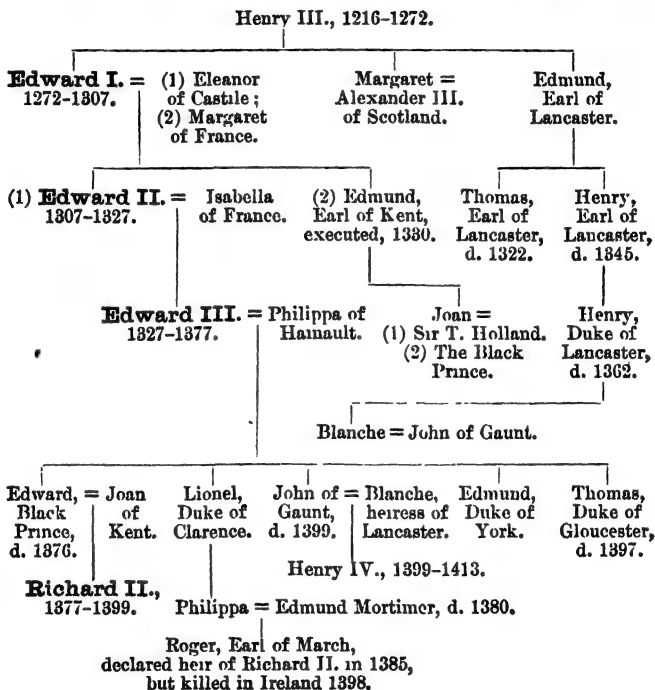 Henry III., 1216-1272.
Edward I. = (1) Eleanor Margaret = Edmund,
1272-1307. of Castile; Alexander III. Earl of
(2) Margaret of Scotland. Lancaster.
of France.
(1) Edward II. = Isabella (2) Edmund, Thomas, Henry,
1307-1327. of France. Earl of Kent, Earl of Earl of
executed, 1330. Lancaster, Lancaster,
d. 1322. d. 1345.
Edward III. = Philippa of Joan = Henry,
1327-1377. Hainault. (1) Sir T. Holland. Duke of
(2) The Black Lancaster,
Prince. d. 1362.
Blanche = John of Gaunt.
Edward, = Joan Lionel, John of = Blanche, Edmund, Thomas,
Black of Duke of Gaunt, heiress of Duke of Duke of
Prince, Kent. Clarence. d. 1399. Lancaster. York. Gloucester,
d. 1376. d. 1397.
Henry IV., 1399-1413.
Richard II.,
1377-1399. Philippa = Edmund Mortimer, d. 1380.
Roger, Earl of March,
declared heir of Richard II. in 1385,
but killed in Ireland 1398.